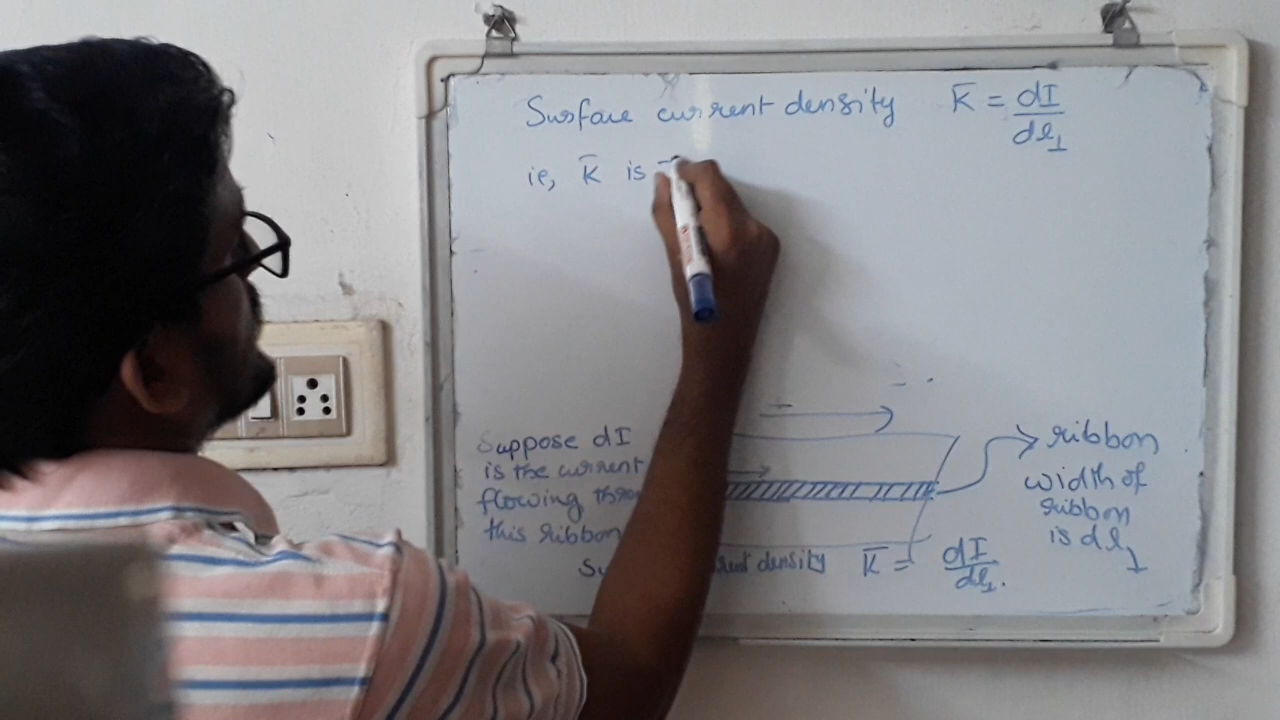 Surface current density K̄ = dI/dl⊥
ie, K̄ is
Suppose dI
is the current
flowing
this ribbon
ribbon
width of
ribbon
is dl⊥
density K̄ = dI/dl⊥.